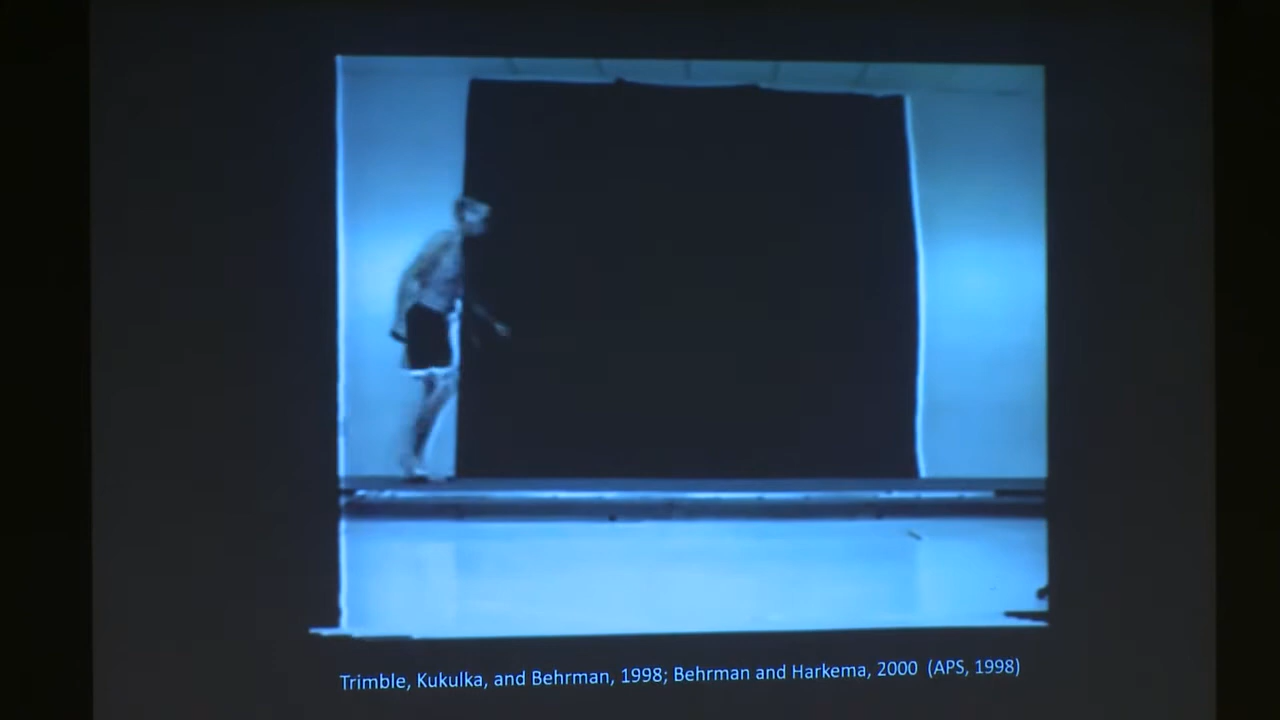 Trimble, Kukulka, and Behrman, 1998; Behrman and Harkema, 2000 (APS, 1998)